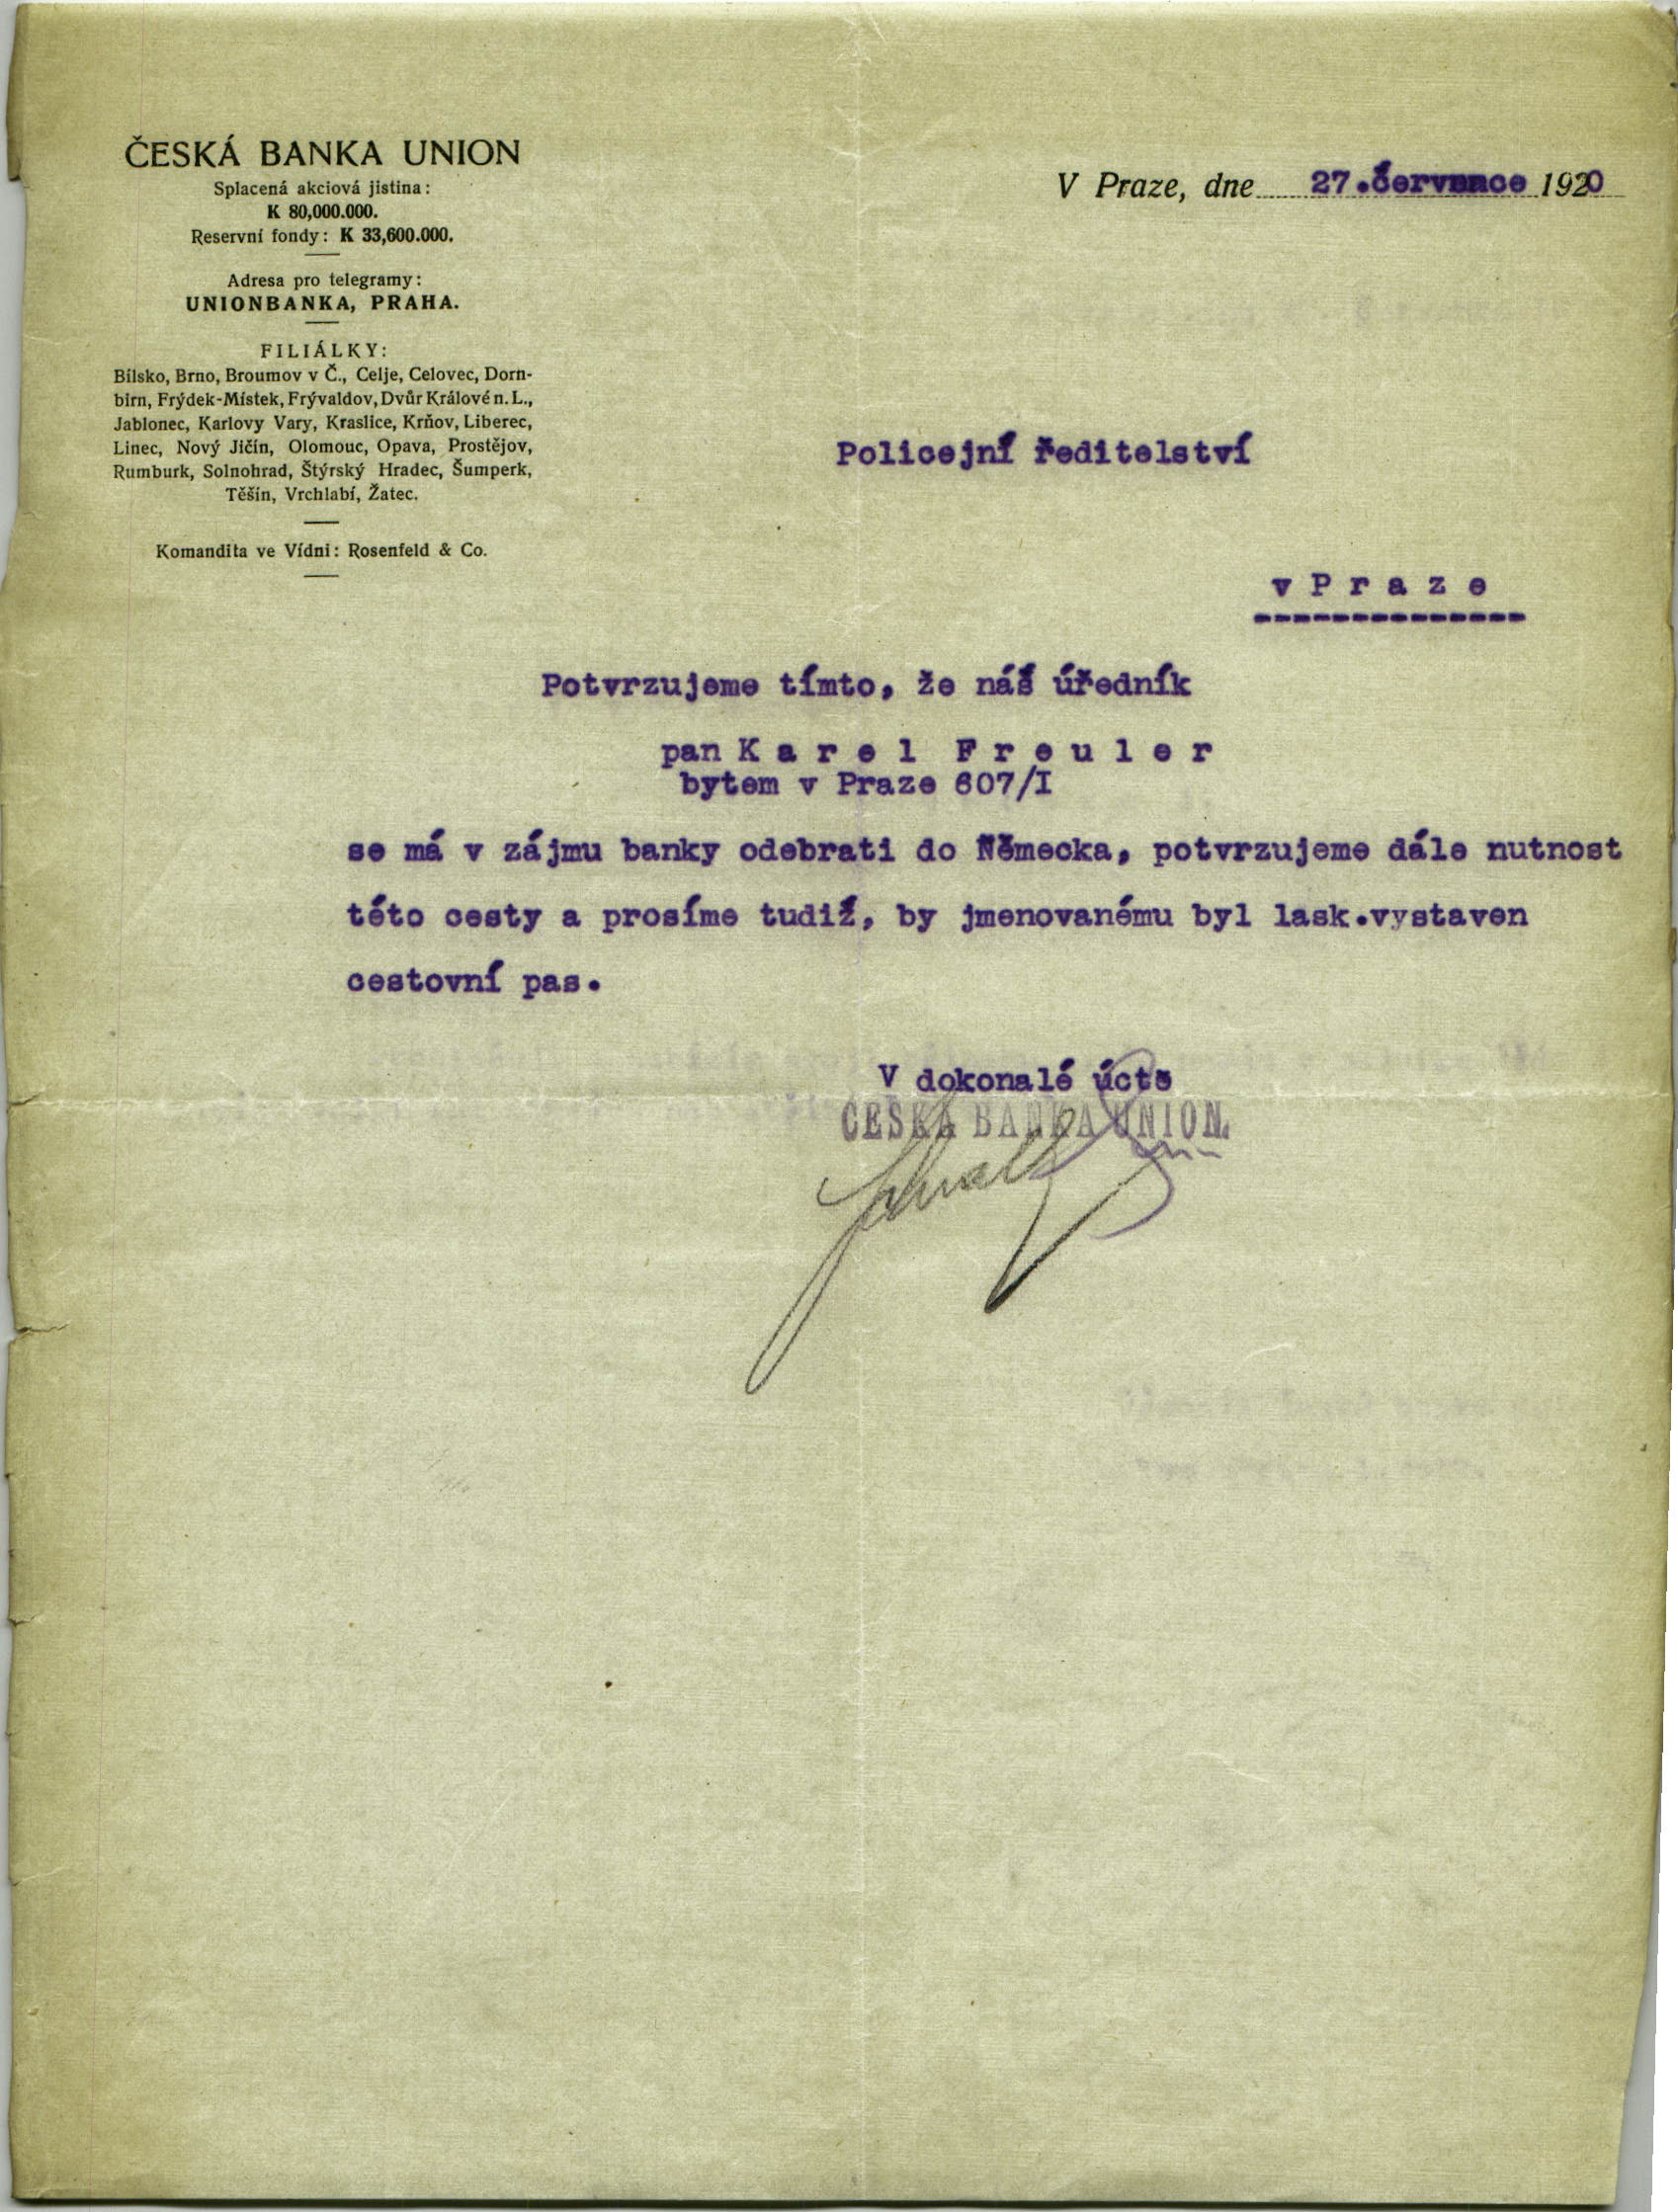 ČESKÁ BANKA UNION
Splacená akciová jistina:
K 80,000.000.
Reservní fondy: K 33,600.000.
Adresa pro telegramy:
UNIONBANKA, PRAHA.
FILIÁLKY:
Bílsko, Brno, Broumov v Č., Celje, Celovec, Dorn-
birn, Frýdek-Místek, Frývaldov, Dvůr Králové n. L.,
Jablonec, Karlovy Vary, Kraslice, Krňov, Liberec,
Linec, Nový Jičín, Olomouc, Opava, Prostějov,
Rumburk, Solnohrad, Štýrský Hradec, Šumperk,
Těšín, Vrchlabí, Žatec.
Komandita ve Vídni: Rosenfeld & Co.
V Praze, dne 27.července 1920
Policejní ředitelství
v P r a z e
Potvrzujeme tímto, že náš úředník
pan K a r e l F r e u l e r
bytem v Praze 607/I
se má v zájmu banky odebrati do Německa, potvrzujeme dále nutnost
této cesty a prosíme tudiž, by jmenovanému byl lask.vystaven
cestovní pas.
V dokonalé úctě
ČESKÁ BANKA UNION.